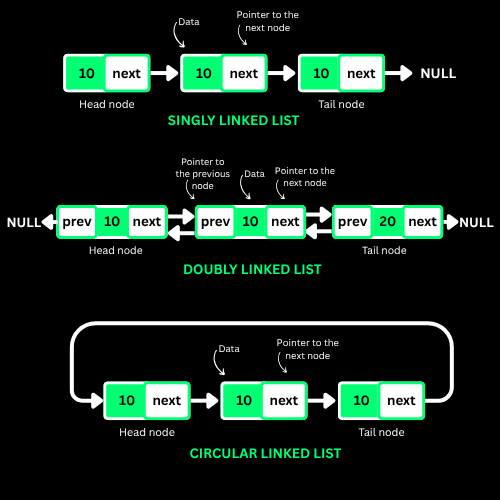 Data
Pointer to the
next node
10 next 10 next 10 next NULL
Head node Tail node
SINGLY LINKED LIST
Pointer to
the previous
node
Data
Pointer to the
next node
NULL prev 10 next prev 10 next prev 20 next NULL
Head node Tail node
DOUBLY LINKED LIST
Data
Pointer to the
next node
10 next 10 next 10 next
Head node Tail node
CIRCULAR LINKED LIST